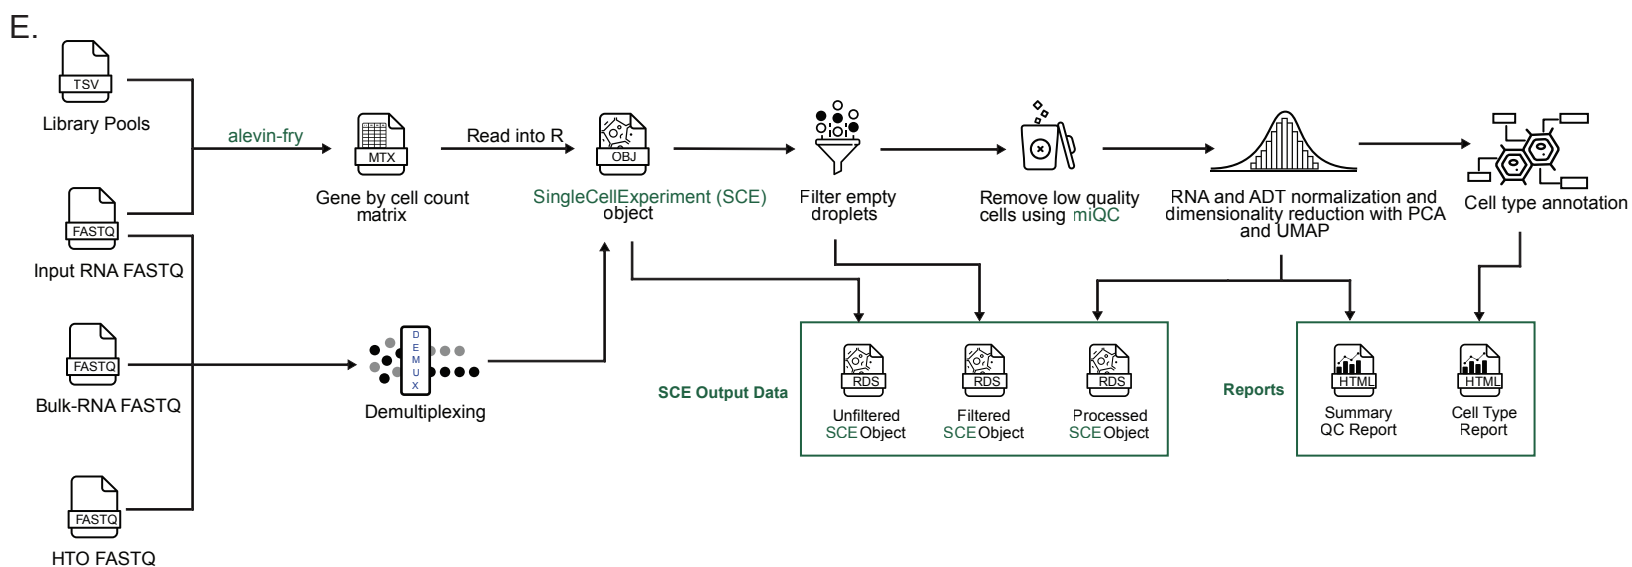 E.
TSV
Library Pools
alevin-fry
MTX
Gene by cell count
matrix
Read into R
OBJ
SingleCellExperiment (SCE)
object
Filter empty
droplets
Remove low quality
cells using miQC
RNA and ADT normalization and
dimensionality reduction with PCA
and UMAP
Cell type annotation
FASTQ
Input RNA FASTQ
FASTQ
Bulk-RNA FASTQ
DEMUX
Demultiplexing
FASTQ
HTO FASTQ
SCE Output Data
RDS
Unfiltered
SCE Object
RDS
Filtered
SCE Object
RDS
Processed
SCE Object
Reports
HTML
Summary
QC Report
HTML
Cell Type
Report